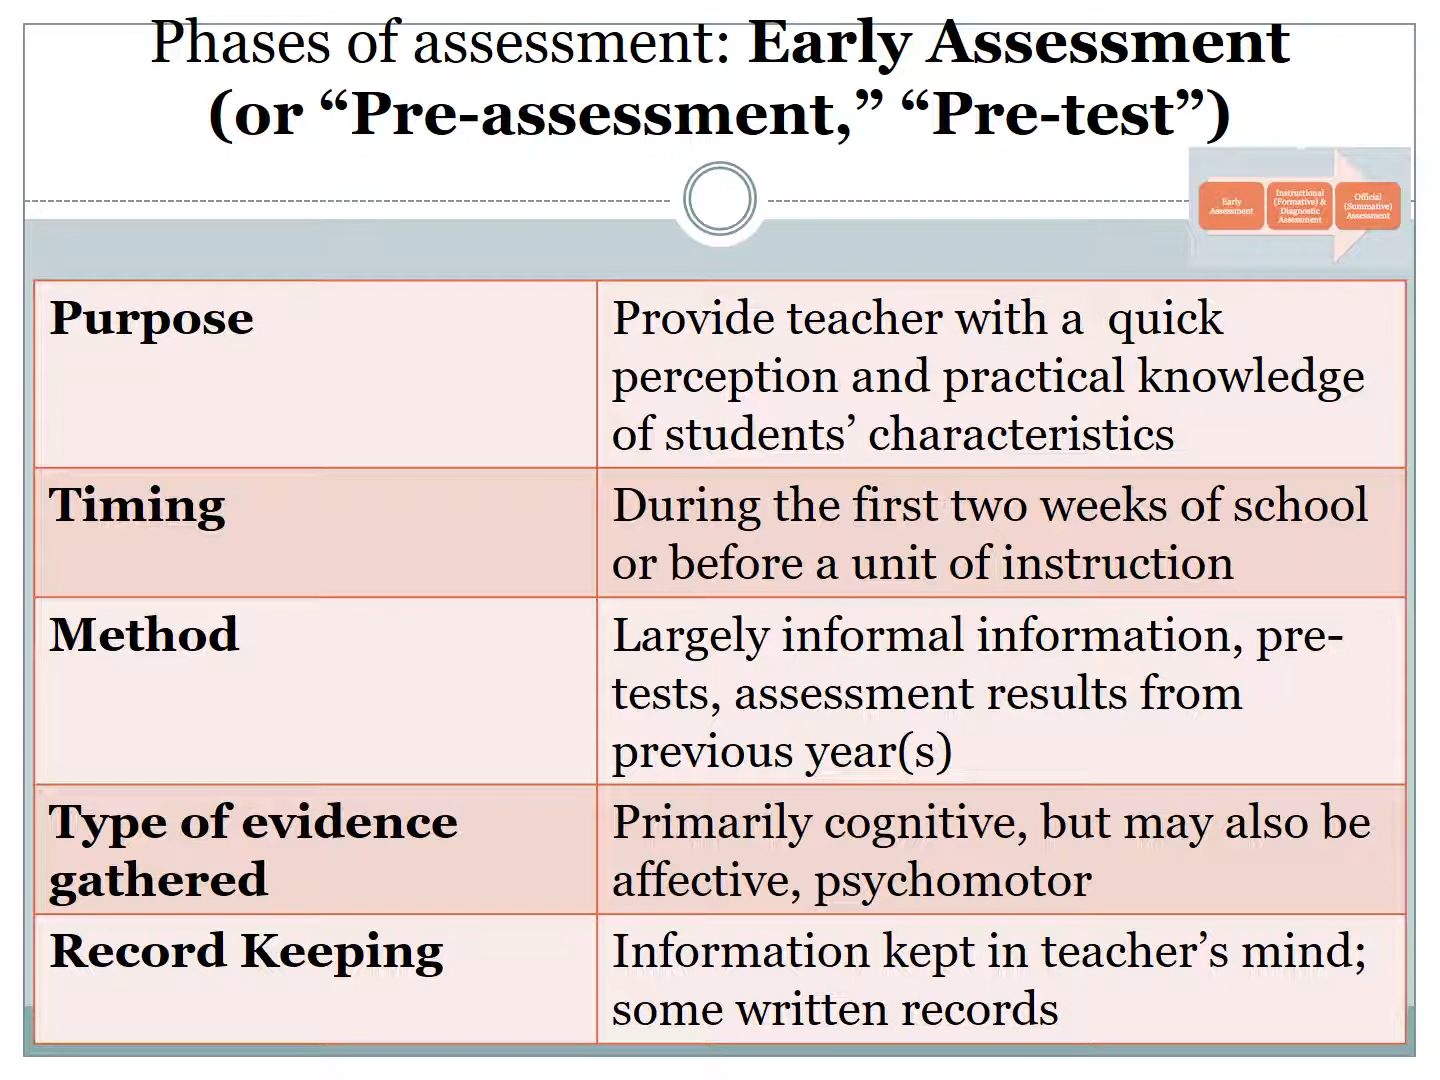 Phases of assessment: Early Assessment
(or “Pre-assessment,” “Pre-test”)
Early
Assessment
Instructional
(Formative) &
Diagnostic
Assessment
Official
(Summative)
Assessment
Purpose
Provide teacher with a  quick
perception and practical knowledge
of students’ characteristics
Timing
During the first two weeks of school
or before a unit of instruction
Method
Largely informal information, pre-
tests, assessment results from
previous year(s)
Type of evidence
gathered
Primarily cognitive, but may also be
affective, psychomotor
Record Keeping
Information kept in teacher’s mind;
some written records